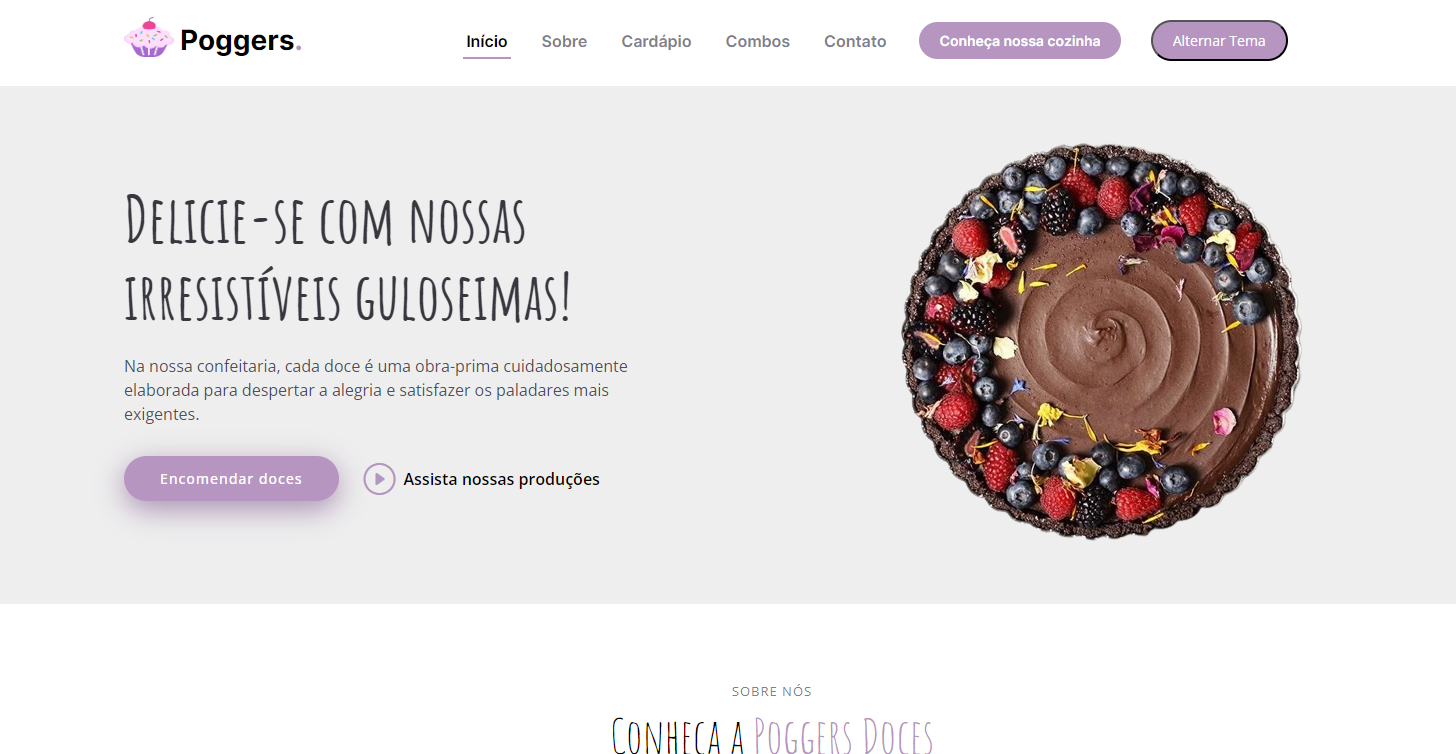 Poggers.
Início Sobre Cardápio Combos Contato Conheça nossa cozinha Alternar Tema
Delicie-se com nossas
irresistíveis guloseimas!
Na nossa confeitaria, cada doce é uma obra-prima cuidadosamente
elaborada para despertar a alegria e satisfazer os paladares mais
exigentes.
Encomendar doces
Assista nossas produções
SOBRE NÓS
Conheça a Poggers Doces